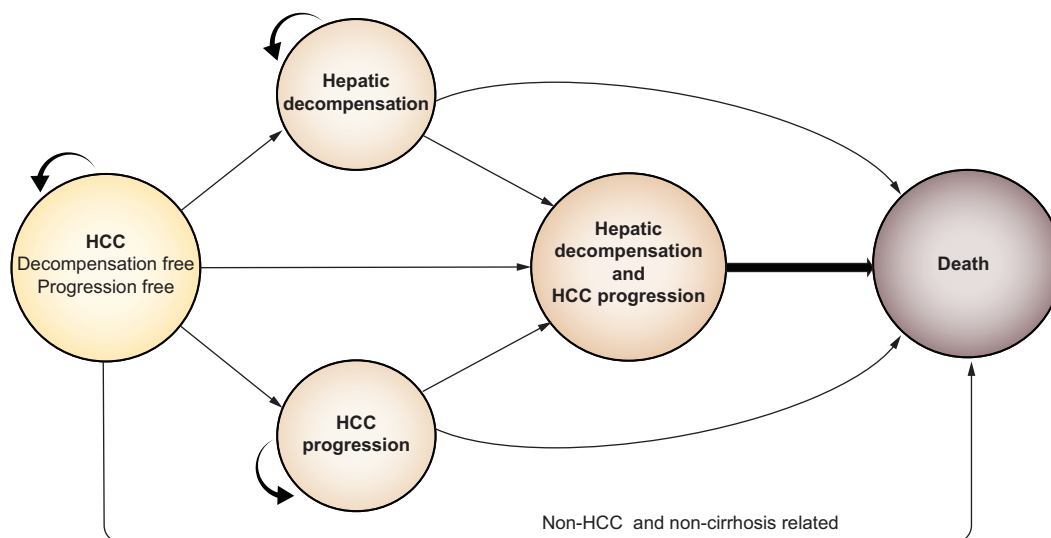 Hepatic
decompensation
HCC
Decompensation free
Progression free
Hepatic
decompensation
and
HCC progression
Death
HCC
progression
Non-HCC and non-cirrhosis related